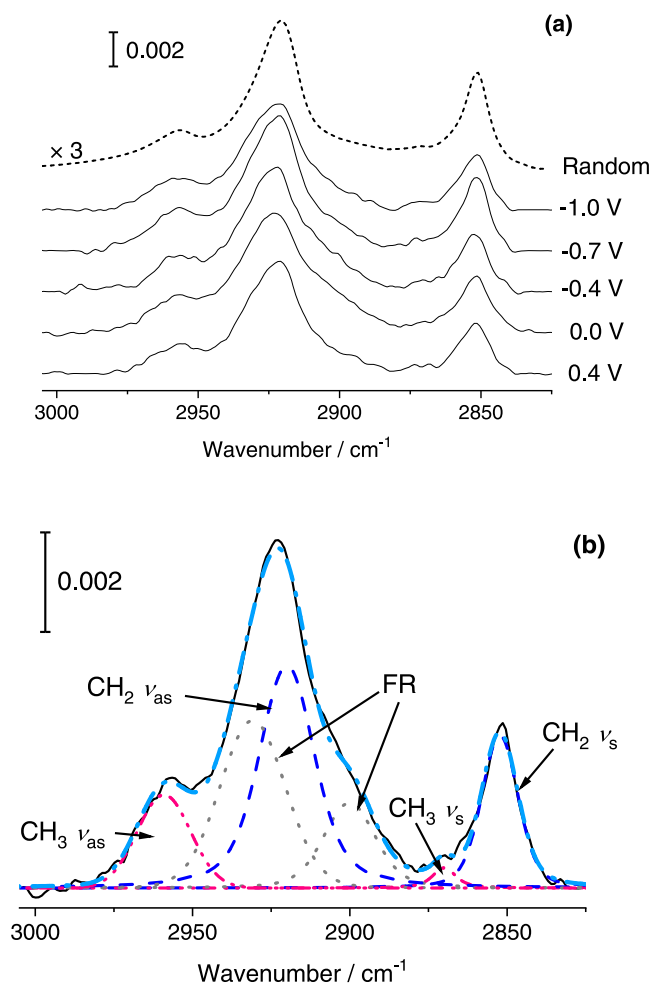 (a)
0.002
× 3
Random
-1.0 V
-0.7 V
-0.4 V
0.0 V
0.4 V
3000 2950 2900 2850
Wavenumber / cm⁻¹
(b)
0.002
CH₂ νas
FR
CH₂ νs
CH₃ νas
CH₃ νs
3000 2950 2900 2850
Wavenumber / cm⁻¹